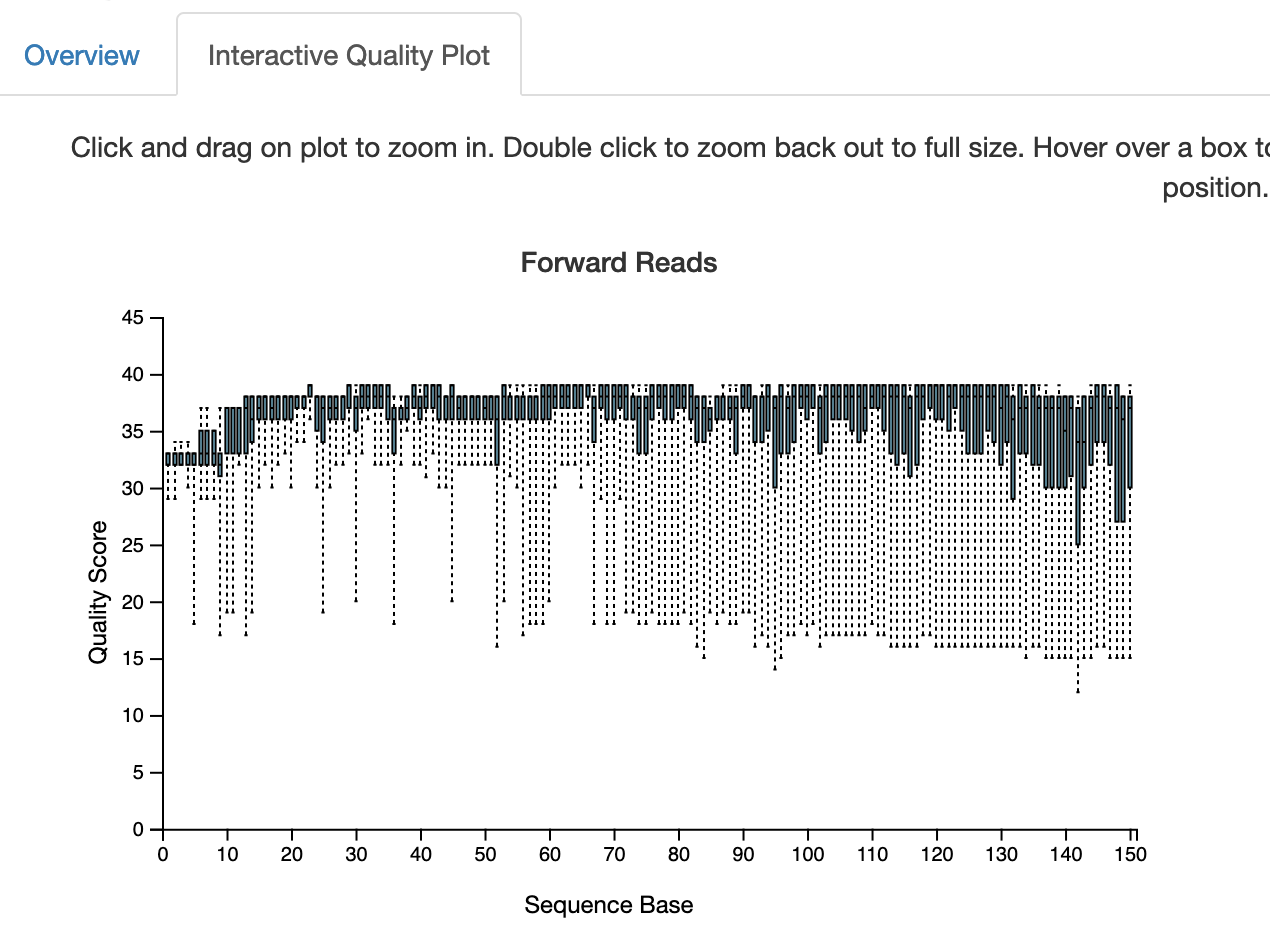 Overview
Interactive Quality Plot
Click and drag on plot to zoom in. Double click to zoom back out to full size. Hover over a box to
position.
Forward Reads
45
40
35
30
25
20
15
10
5
0
Quality Score
0 10 20 30 40 50 60 70 80 90 100 110 120 130 140 150
Sequence Base